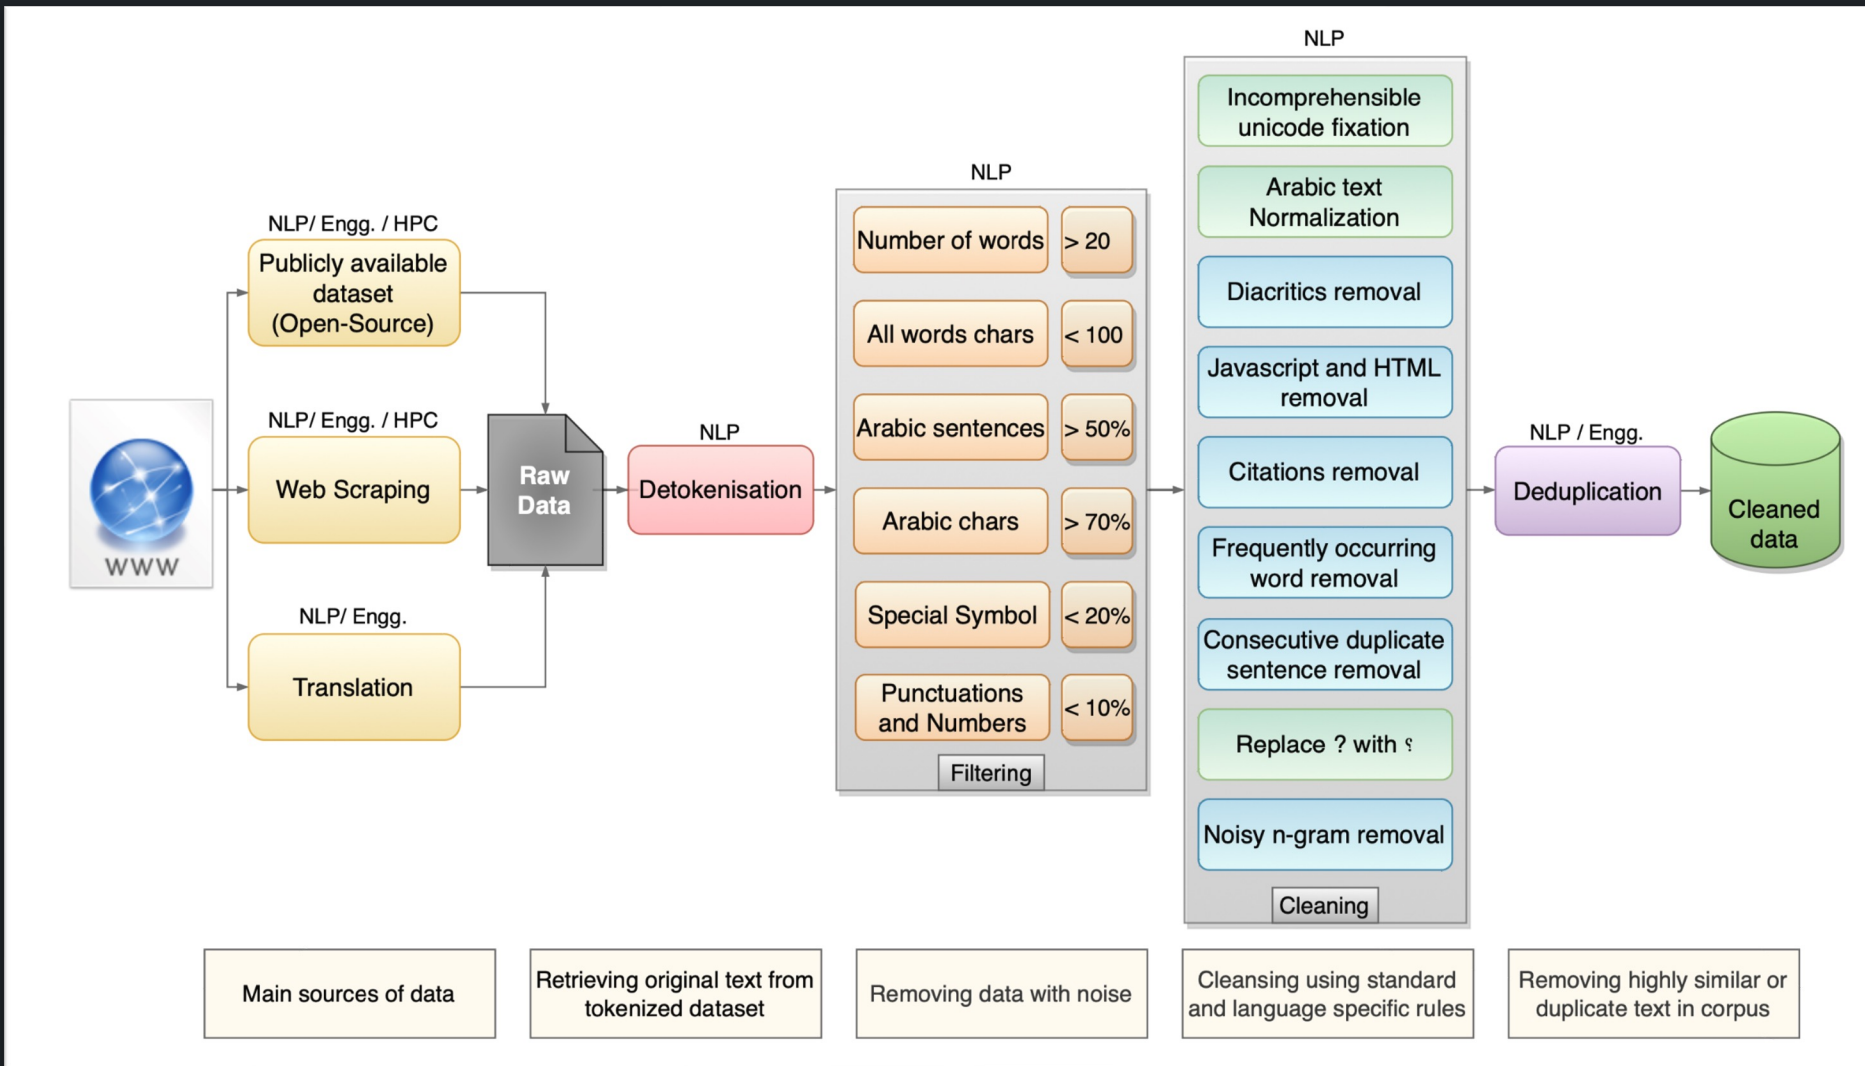 NLP/ Engg. / HPC
Publicly available
dataset
(Open-Source)
NLP/ Engg. / HPC
Web Scraping
NLP/ Engg.
Translation
WWW
Raw
Data
NLP
Detokenisation
NLP
Number of words > 20
All words chars < 100
Arabic sentences > 50%
Arabic chars > 70%
Special Symbol < 20%
Punctuations
and Numbers
< 10%
Filtering
NLP
Incomprehensible
unicode fixation
Arabic text
Normalization
Diacritics removal
Javascript and HTML
removal
Citations removal
Frequently occurring
word removal
Consecutive duplicate
sentence removal
Replace ? with ؟
Noisy n-gram removal
Cleaning
NLP / Engg.
Deduplication
Cleaned
data
Main sources of data
Retrieving original text from
tokenized dataset
Removing data with noise
Cleansing using standard
and language specific rules
Removing highly similar or
duplicate text in corpus